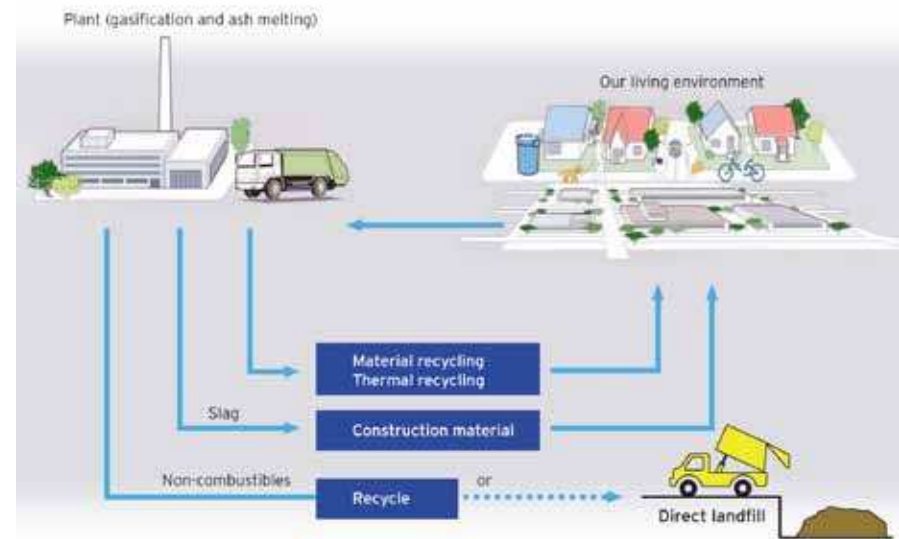 Plant (gasification and ash melting)
Our living environment
Material recycling
Thermal recycling
Slag
Construction material
Non-combustibles
Recycle
or
Direct landfill